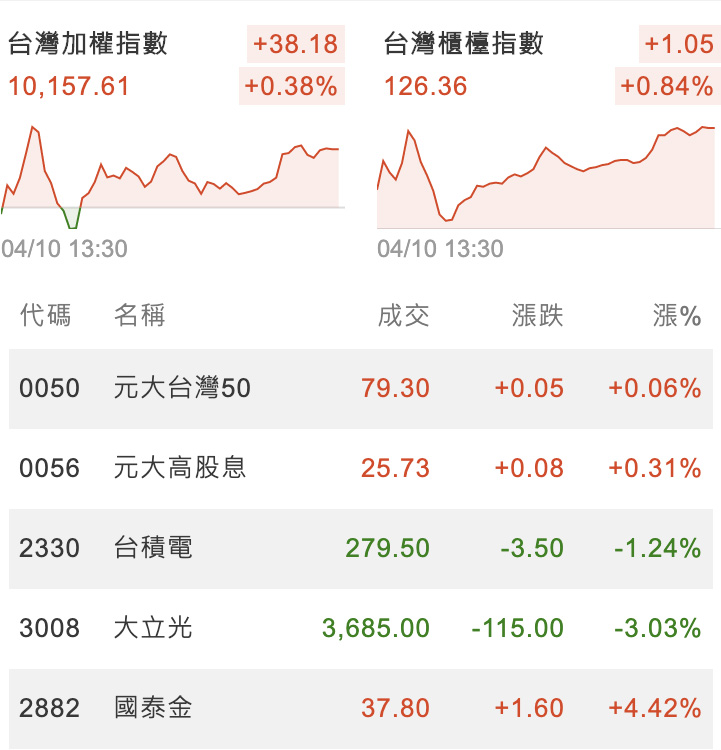 台灣加權指數 +38.18
10,157.61 +0.38%
04/10 13:30
台灣櫃檯指數 +1.05
126.36 +0.84%
04/10 13:30
代碼 名稱 成交 漲跌 漲%
0050 元大台灣50 79.30 +0.05 +0.06%
0056 元大高股息 25.73 +0.08 +0.31%
2330 台積電 279.50 -3.50 -1.24%
3008 大立光 3,685.00 -115.00 -3.03%
2882 國泰金 37.80 +1.60 +4.42%